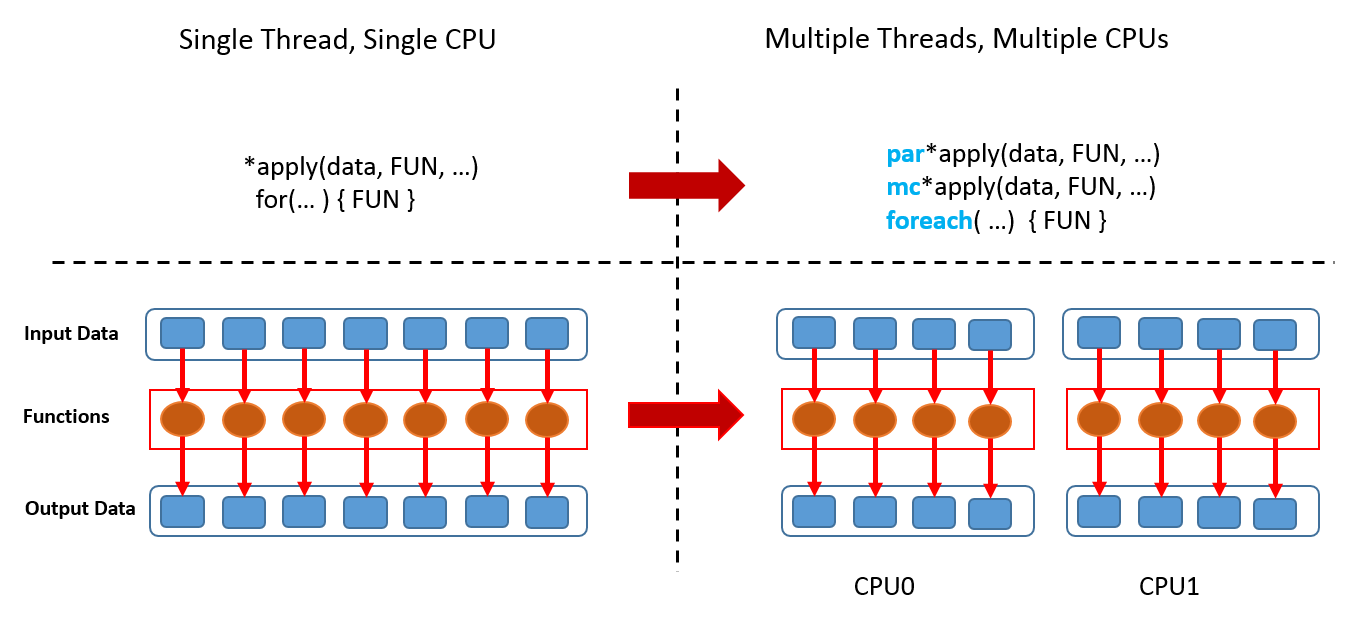 Single Thread, Single CPU
Multiple Threads, Multiple CPUs
*apply(data, FUN, …)
for(… ) { FUN }
par*apply(data, FUN, …)
mc*apply(data, FUN, …)
foreach( …)  { FUN }
Input Data
Functions
Output Data
CPU0
CPU1